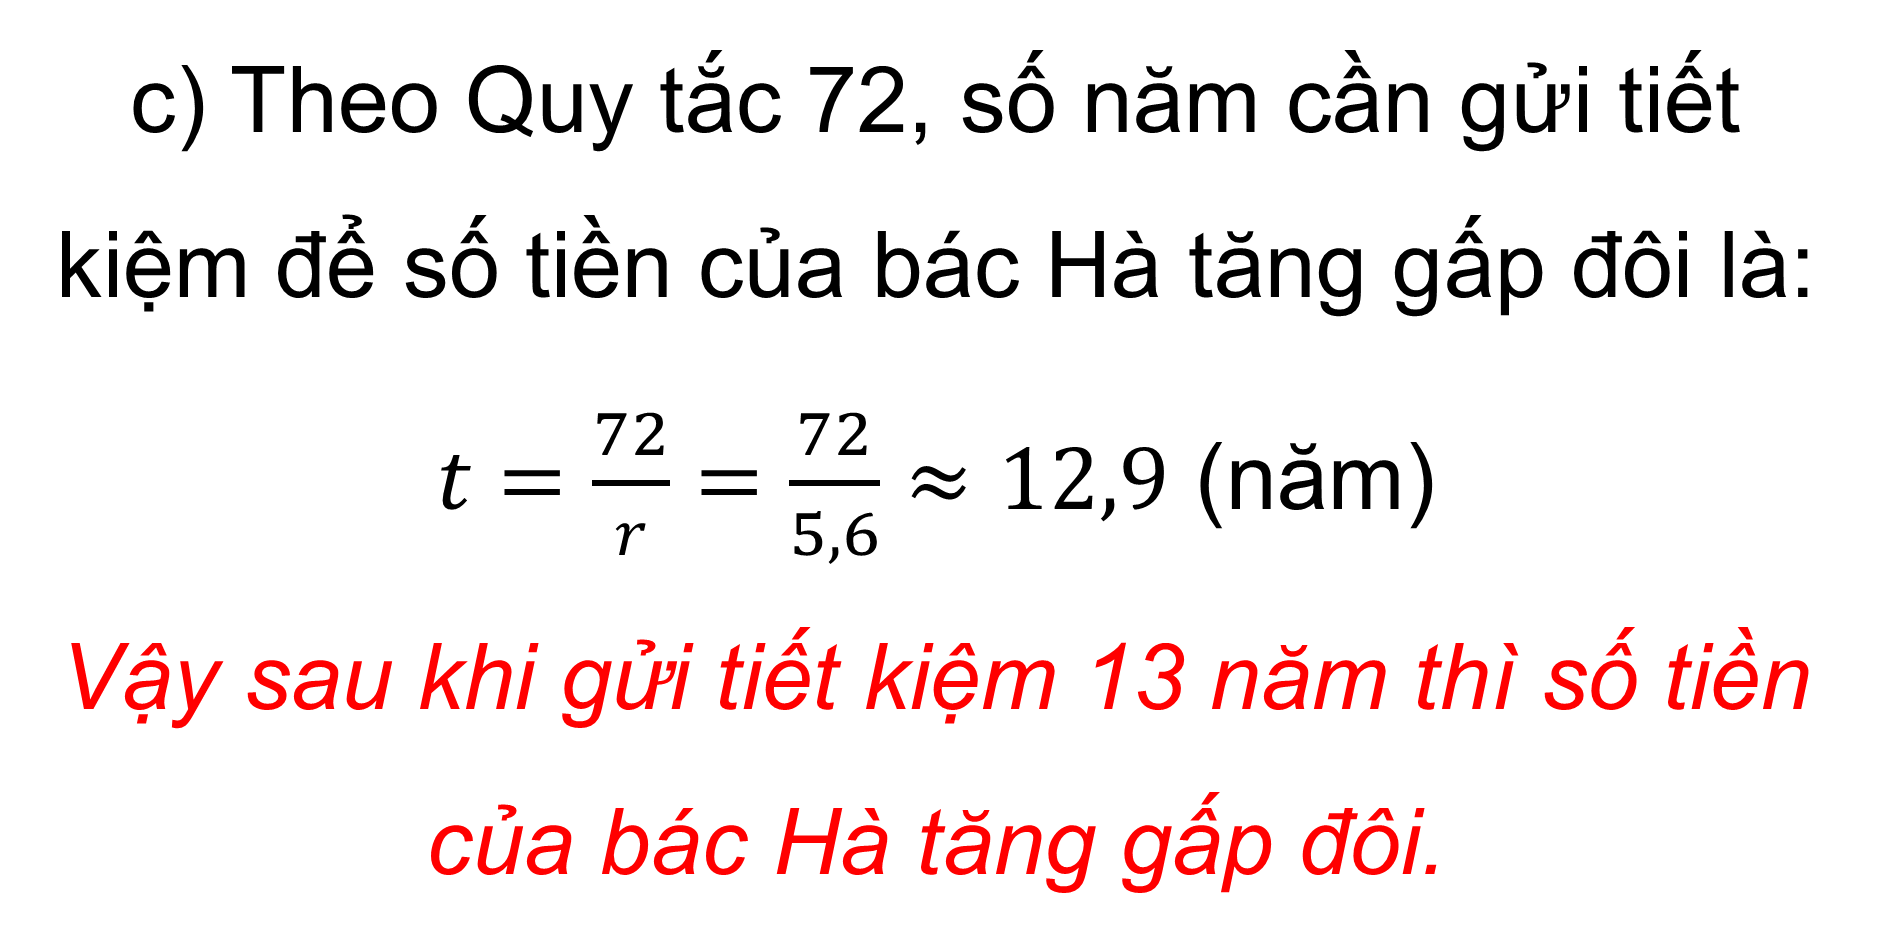 c) Theo Quy tắc 72, số năm cần gửi tiết
kiệm để số tiền của bác Hà tăng gấp đôi là:
t = 72/r = 72/5,6 ≈ 12,9 (năm)
Vậy sau khi gửi tiết kiệm 13 năm thì số tiền
của bác Hà tăng gấp đôi.